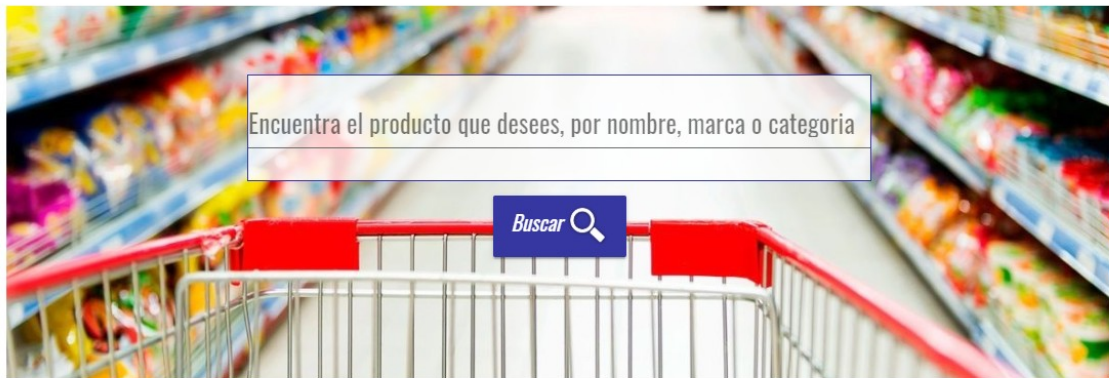 Encuentra el producto que desees, por nombre, marca o categoria
Buscar